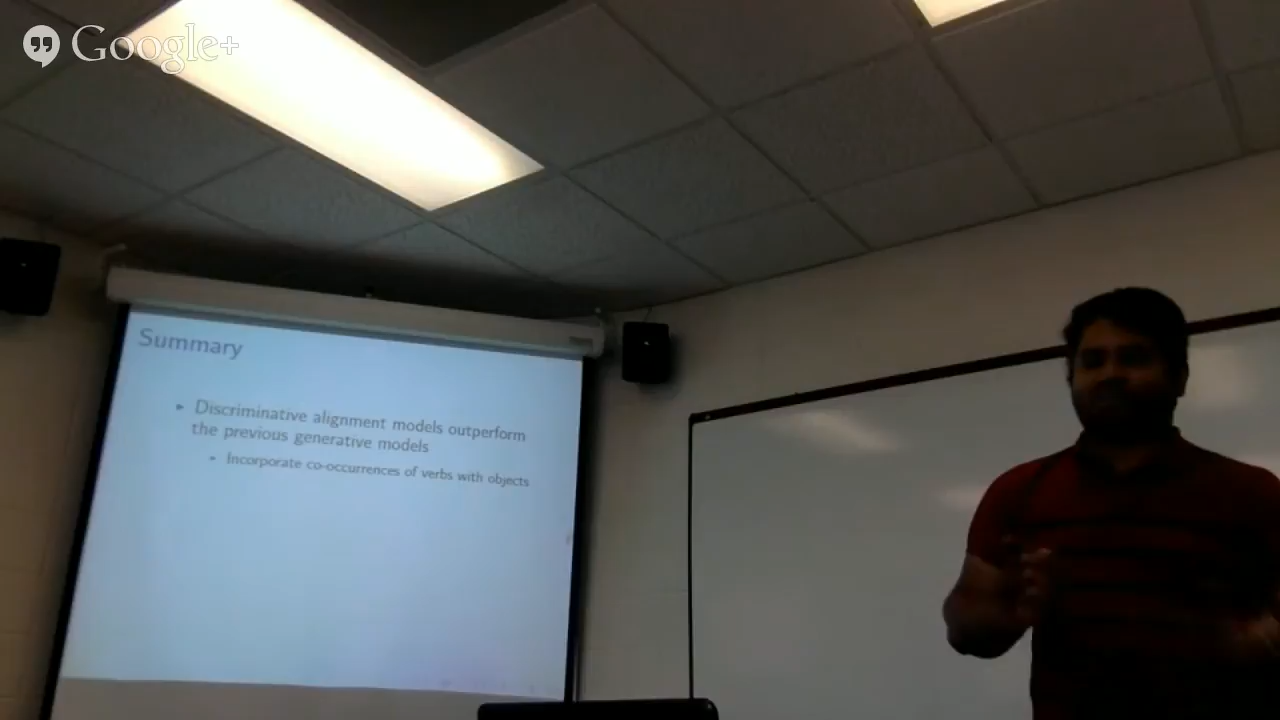 Google+
Summary
Discriminative alignment models outperform
the previous generative models
Incorporate co-occurrences of verbs with objects